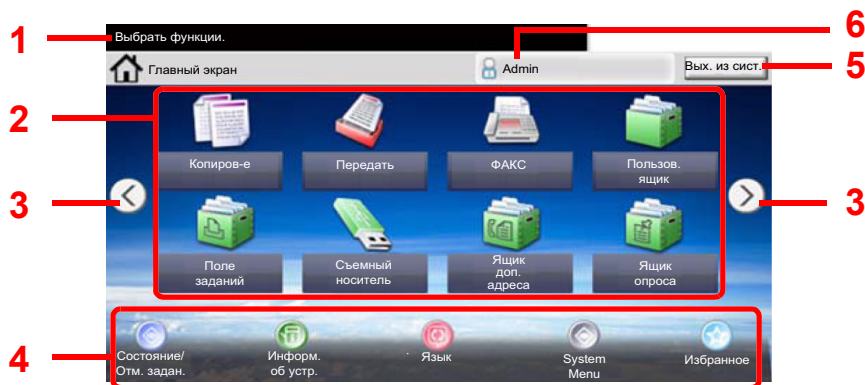 6
1
Выбрать функции.
Главный экран
Admin
Вых. из сист.
5
2
Копиров-е
Передать
ФАКС
Пользов.
ящик
3
3
Поле
заданий
Съемный
носитель
Ящик
доп.
адреса
Ящик
опроса
4
Состояние/
Отм. задан.
Информ.
об устр.
Язык
System
Menu
Избранное